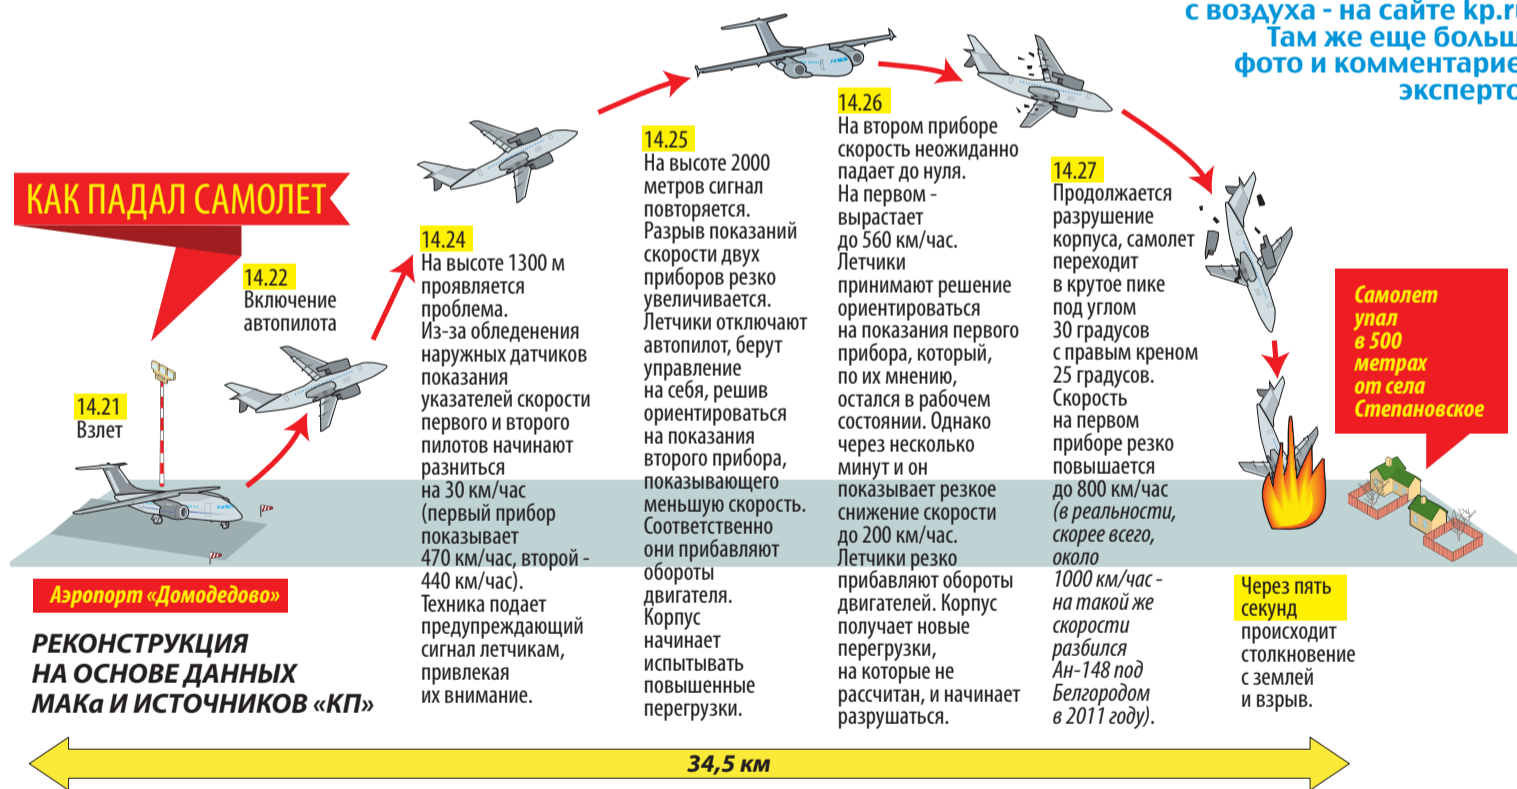 с воздуха - на сайте kp.ru
Там же еще больш
фото и комментарие
эксперто
КАК ПАДАЛ САМОЛЕТ
14.21
Взлет
14.22
Включение
автопилота
14.24
На высоте 1300 м
проявляется
проблема.
Из-за обледенения
наружных датчиков
показания
указателей скорости
первого и второго
пилотов начинают
разниться
на 30 км/час
(первый прибор
показывает
470 км/час, второй -
440 км/час).
Техника подает
предупреждающий
сигнал летчикам,
привлекая
их внимание.
14.25
На высоте 2000
метров сигнал
повторяется.
Разрыв показаний
скорости двух
приборов резко
увеличивается.
Летчики отключают
автопилот, берут
управление
на себя, решив
ориентироваться
на показания
второго прибора,
показывающего
меньшую скорость.
Соответственно
они прибавляют
обороты
двигателя.
Корпус
начинает
испытывать
повышенные
перегрузки.
14.26
На втором приборе
скорость неожиданно
падает до нуля.
На первом -
вырастает
до 560 км/час.
Летчики
принимают решение
ориентироваться
на показания первого
прибора, который,
по их мнению,
остался в рабочем
состоянии. Однако
через несколько
минут и он
показывает резкое
снижение скорости
до 200 км/час.
Летчики резко
прибавляют обороты
двигателей. Корпус
получает новые
перегрузки,
на которые не
рассчитан, и начинает
разрушаться.
14.27
Продолжается
разрушение
корпуса, самолет
переходит
в крутое пике
под углом
30 градусов
с правым креном
25 градусов.
Скорость
на первом
приборе резко
повышается
до 800 км/час
(в реальности,
скорее всего,
около
1000 км/час -
на такой же
скорости
разбился
Ан-148 под
Белгородом
в 2011 году).
Через пять
секунд
происходит
столкновение
с землей
и взрыв.
Самолет
упал
в 500
метрах
от села
Степановское
Аэропорт «Домодедово»
РЕКОНСТРУКЦИЯ
НА ОСНОВЕ ДАННЫХ
МАКа И ИСТОЧНИКОВ «КП»
34,5 км